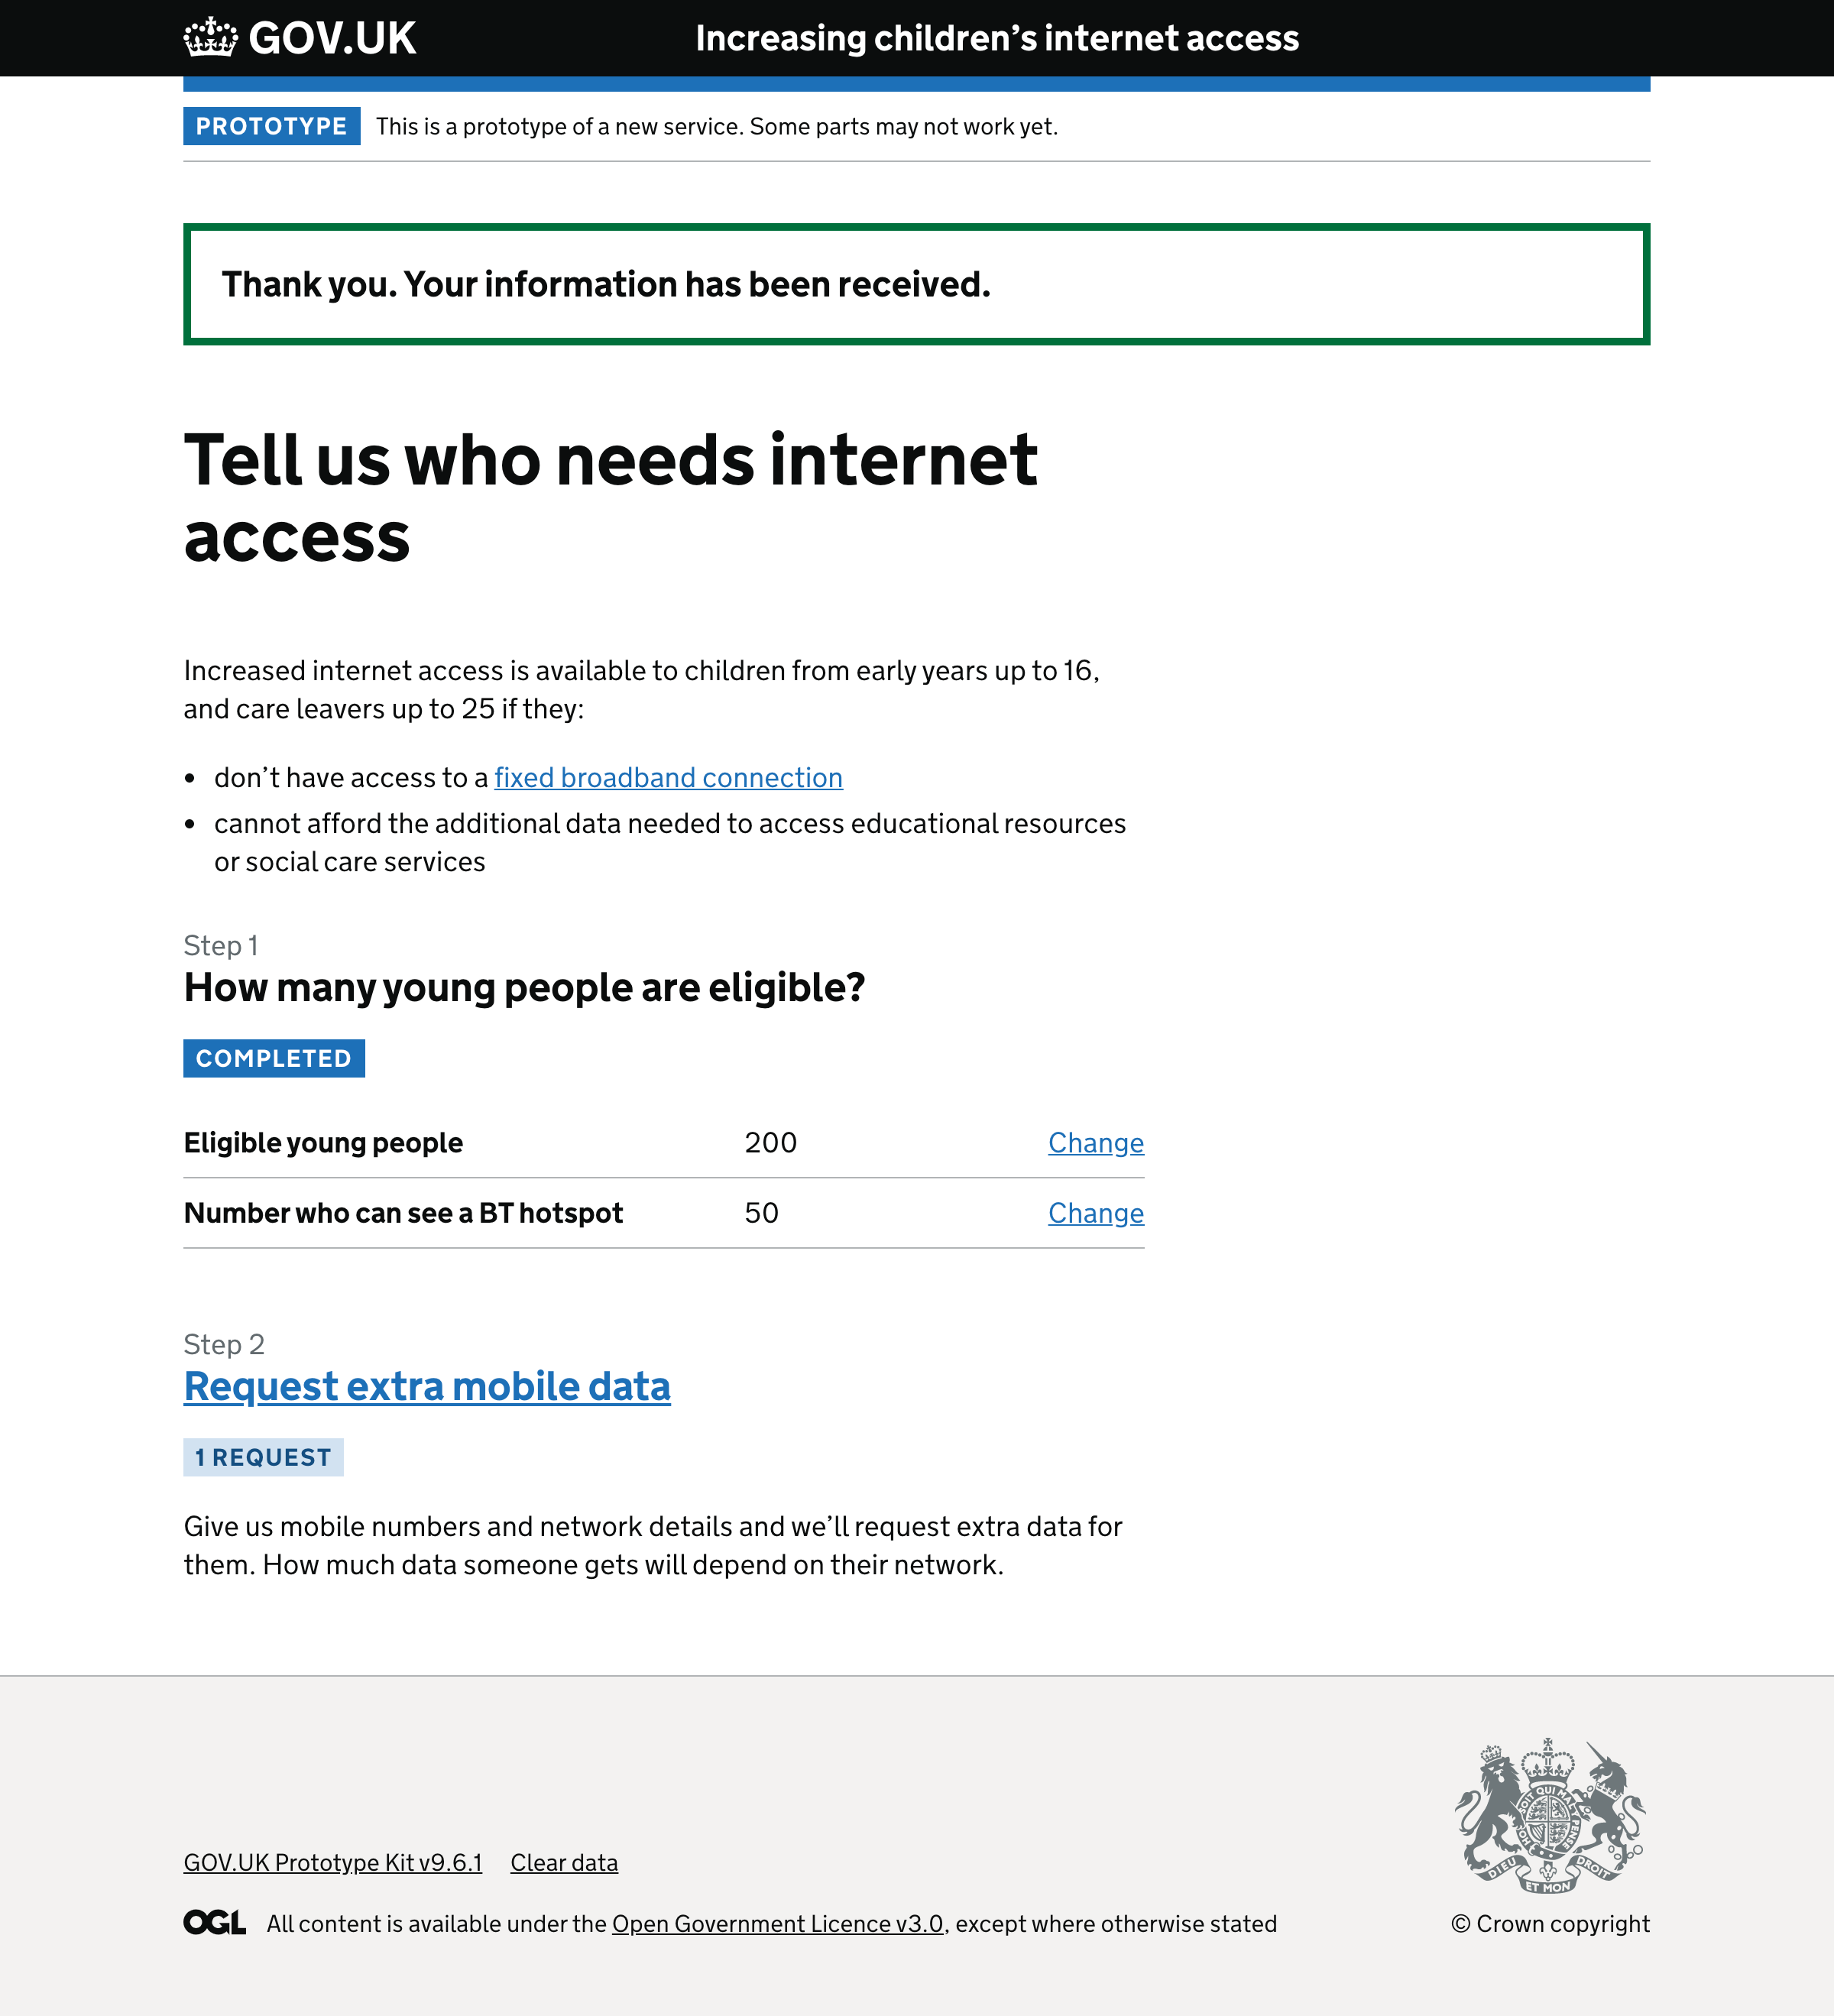 GOV.UK
Increasing children’s internet access
PROTOTYPE
This is a prototype of a new service. Some parts may not work yet.
Thank you. Your information has been received.
Tell us who needs internet
access
Increased internet access is available to children from early years up to 16,
and care leavers up to 25 if they:
• don’t have access to a fixed broadband connection
• cannot afford the additional data needed to access educational resources
or social care services
Step 1
How many young people are eligible?
COMPLETED
Eligible young people 200 Change
Number who can see a BT hotspot 50 Change
Step 2
Request extra mobile data
1 REQUEST
Give us mobile numbers and network details and we’ll request extra data for
them. How much data someone gets will depend on their network.
GOV.UK Prototype Kit v9.6.1 Clear data
OGL All content is available under the Open Government Licence v3.0, except where otherwise stated
DIEU ET MON DROIT
© Crown copyright